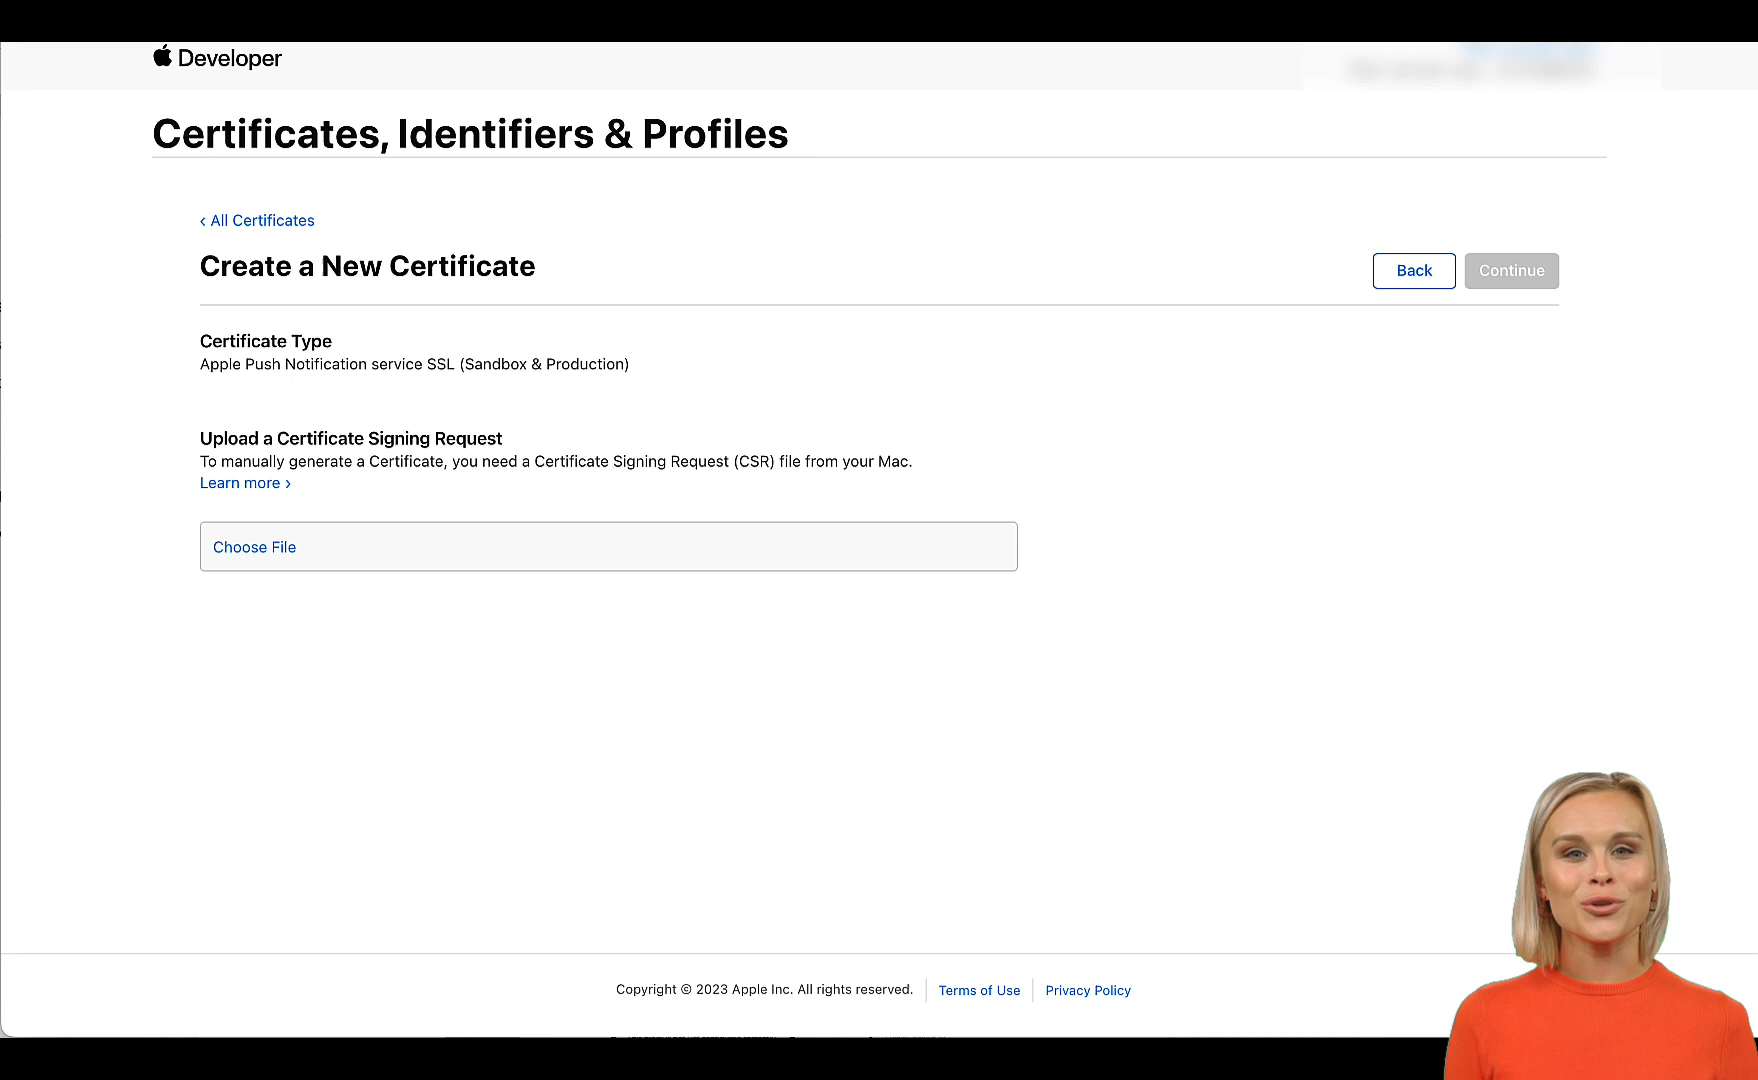 Developer
Certificates, Identifiers & Profiles
‹ All Certificates
Create a New Certificate
Back
Continue
Certificate Type
Apple Push Notification service SSL (Sandbox & Production)
Upload a Certificate Signing Request
To manually generate a Certificate, you need a Certificate Signing Request (CSR) file from your Mac.
Learn more ›
Choose File
Copyright © 2023 Apple Inc. All rights reserved.
Terms of Use
Privacy Policy